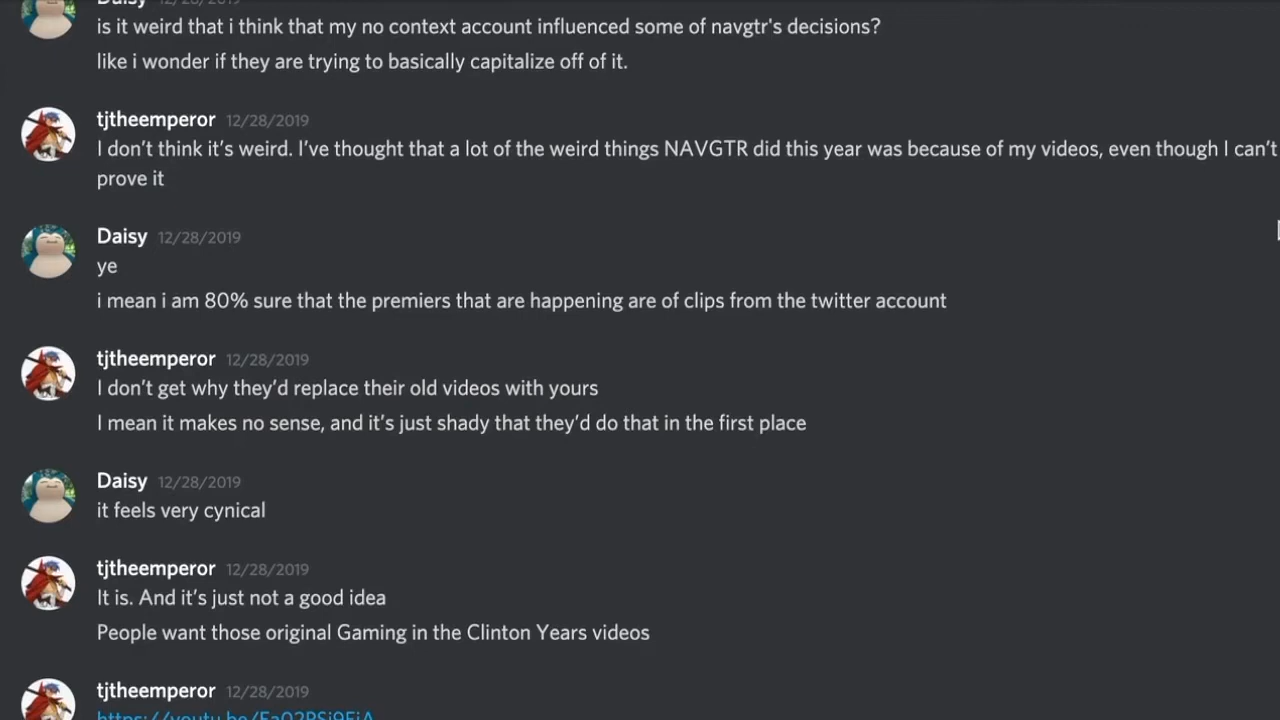 Daisy 12/28/2019
is it weird that i think that my no context account influenced some of navgtr's decisions?
like i wonder if they are trying to basically capitalize off of it.
tjtheemperor 12/28/2019
I don't think it's weird. I've thought that a lot of the weird things NAVGTR did this year was because of my videos, even though I can't
prove it
Daisy 12/28/2019
ye
i mean i am 80% sure that the premiers that are happening are of clips from the twitter account
tjtheemperor 12/28/2019
I don't get why they'd replace their old videos with yours
I mean it makes no sense, and it's just shady that they'd do that in the first place
Daisy 12/28/2019
it feels very cynical
tjtheemperor 12/28/2019
It is. And it's just not a good idea
People want those original Gaming in the Clinton Years videos
tjtheemperor 12/28/2019